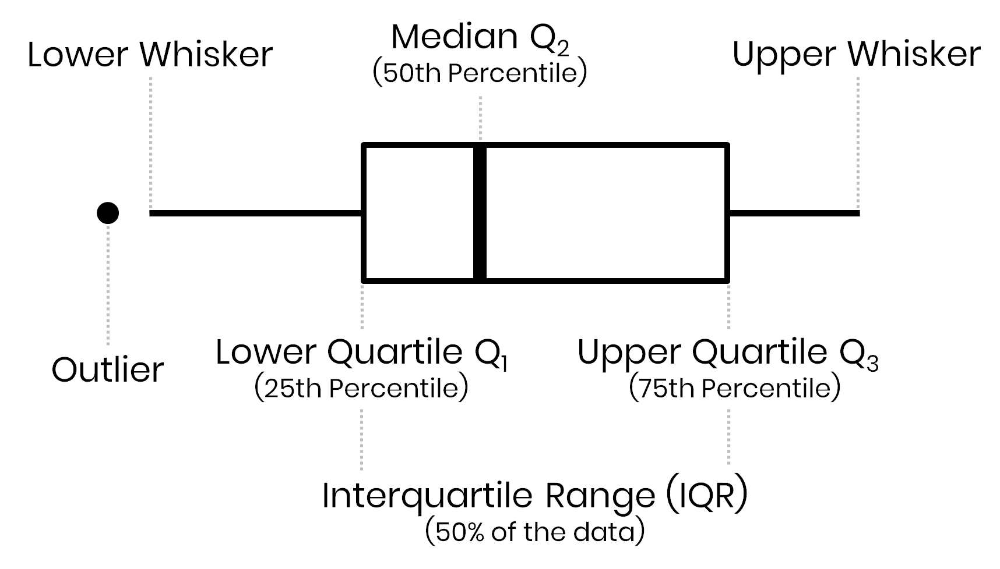 Lower Whisker
Median Q₂
(50th Percentile)
Upper Whisker
Outlier
Lower Quartile Q₁
(25th Percentile)
Upper Quartile Q₃
(75th Percentile)
Interquartile Range (IQR)
(50% of the data)